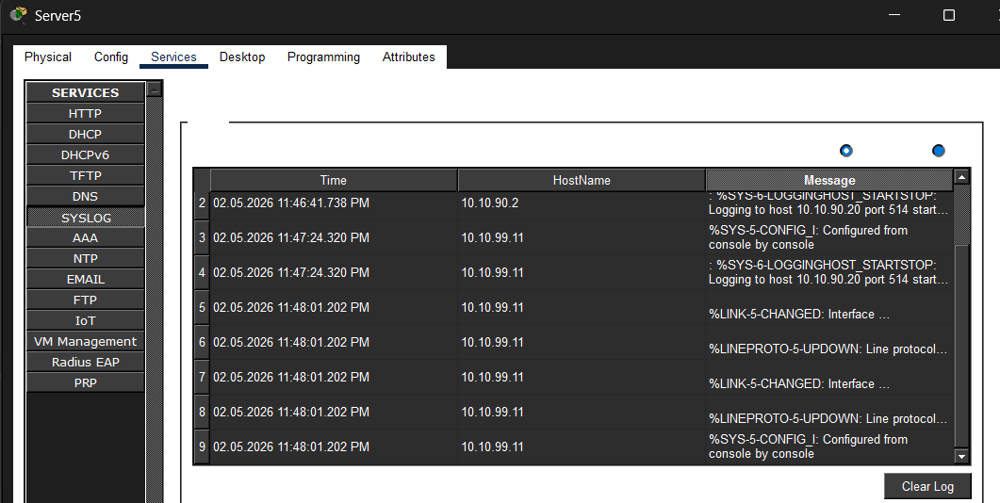 Server5
Physical Config Services Desktop Programming Attributes
SERVICES
HTTP
DHCP
DHCPv6
TFTP
DNS
SYSLOG
AAA
NTP
EMAIL
FTP
IoT
VM Management
Radius EAP
PRP
Time HostName Message
2 02.05.2026 11:46:41.738 PM 10.10.90.2 : %SYS-6-LOGGINGHOST_STARTSTOP:
Logging to host 10.10.90.20 port 514 start...
3 02.05.2026 11:47:24.320 PM 10.10.99.11 %SYS-5-CONFIG_I: Configured from
console by console
4 02.05.2026 11:47:24.320 PM 10.10.99.11 : %SYS-6-LOGGINGHOST_STARTSTOP:
Logging to host 10.10.90.20 port 514 start...
5 02.05.2026 11:48:01.202 PM 10.10.99.11 %LINK-5-CHANGED: Interface ...
6 02.05.2026 11:48:01.202 PM 10.10.99.11 %LINEPROTO-5-UPDOWN: Line protocol...
7 02.05.2026 11:48:01.202 PM 10.10.99.11 %LINK-5-CHANGED: Interface ...
8 02.05.2026 11:48:01.202 PM 10.10.99.11 %LINEPROTO-5-UPDOWN: Line protocol...
9 02.05.2026 11:48:01.202 PM 10.10.99.11 %SYS-5-CONFIG_I: Configured from
console by console
Clear Log